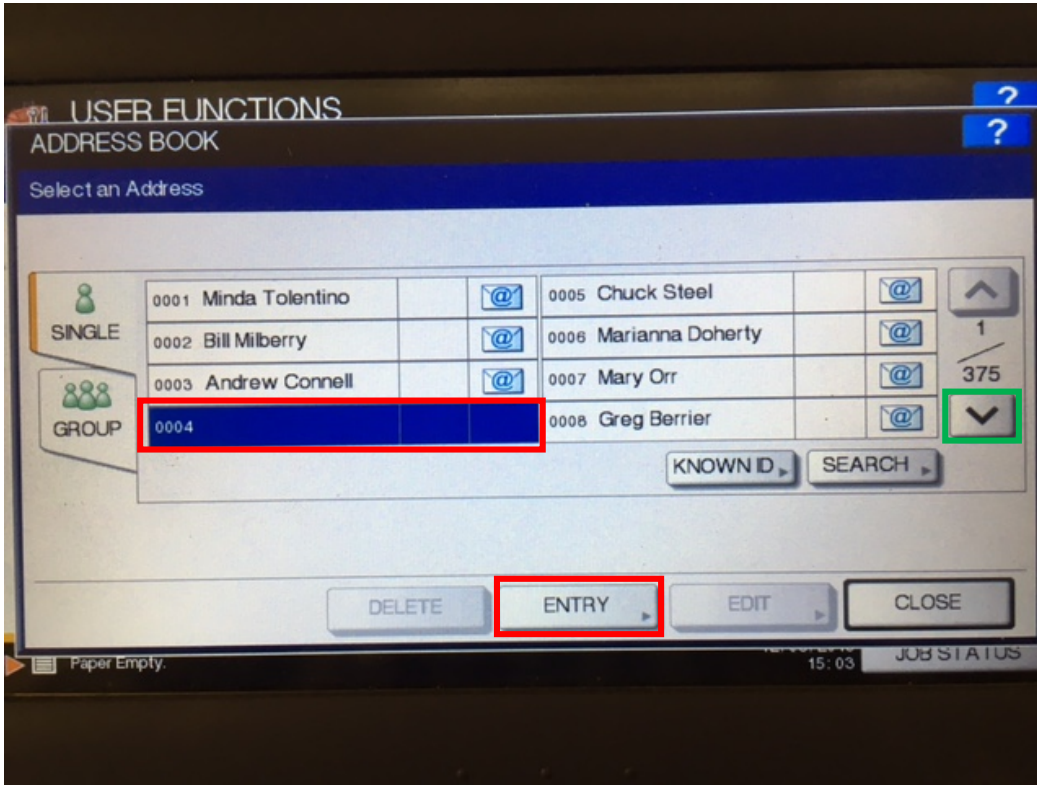 USER FUNCTIONS
?
ADDRESS BOOK
?
Select an Address
SINGLE
GROUP
0001 Minda Tolentino
@
0002 Bill Milberry
@
0003 Andrew Connell
@
0004
0005 Chuck Steel
@
0006 Marianna Doherty
@
0007 Mary Orr
@
0008 Greg Berrier
@
1
375
KNOWN ID
SEARCH
DELETE
ENTRY
EDIT
CLOSE
Paper Empty.
15:03
JOB STATUS